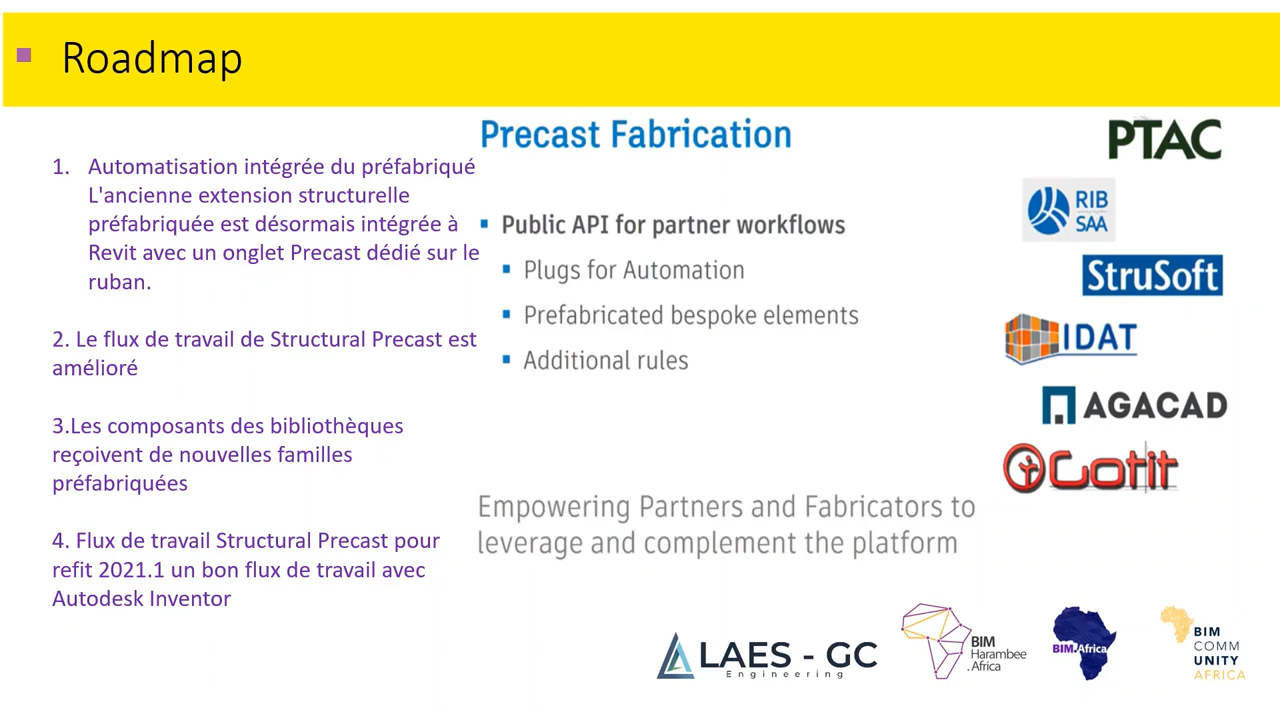 Roadmap
1. Automatisation intégrée du préfabriqué
L'ancienne extension structurelle
préfabriquée est désormais intégrée à
Revit avec un onglet Precast dédié sur le
ruban.
2. Le flux de travail de Structural Precast est
amélioré
3.Les composants des bibliothèques
reçoivent de nouvelles familles
préfabriquées
4. Flux de travail Structural Precast pour
refit 2021.1 un bon flux de travail avec
Autodesk Inventor
Precast Fabrication
Public API for partner workflows
Plugs for Automation
Prefabricated bespoke elements
Additional rules
Empowering Partners and Fabricators to
leverage and complement the platform
PTAC
RIB
SAA
StruSoft
IDAT
AGACAD
Gotit
LAES - GC
Engineering
BIM
Harambee
.Africa
BIM.Africa
BIM
COMM
UNITY
AFRICA